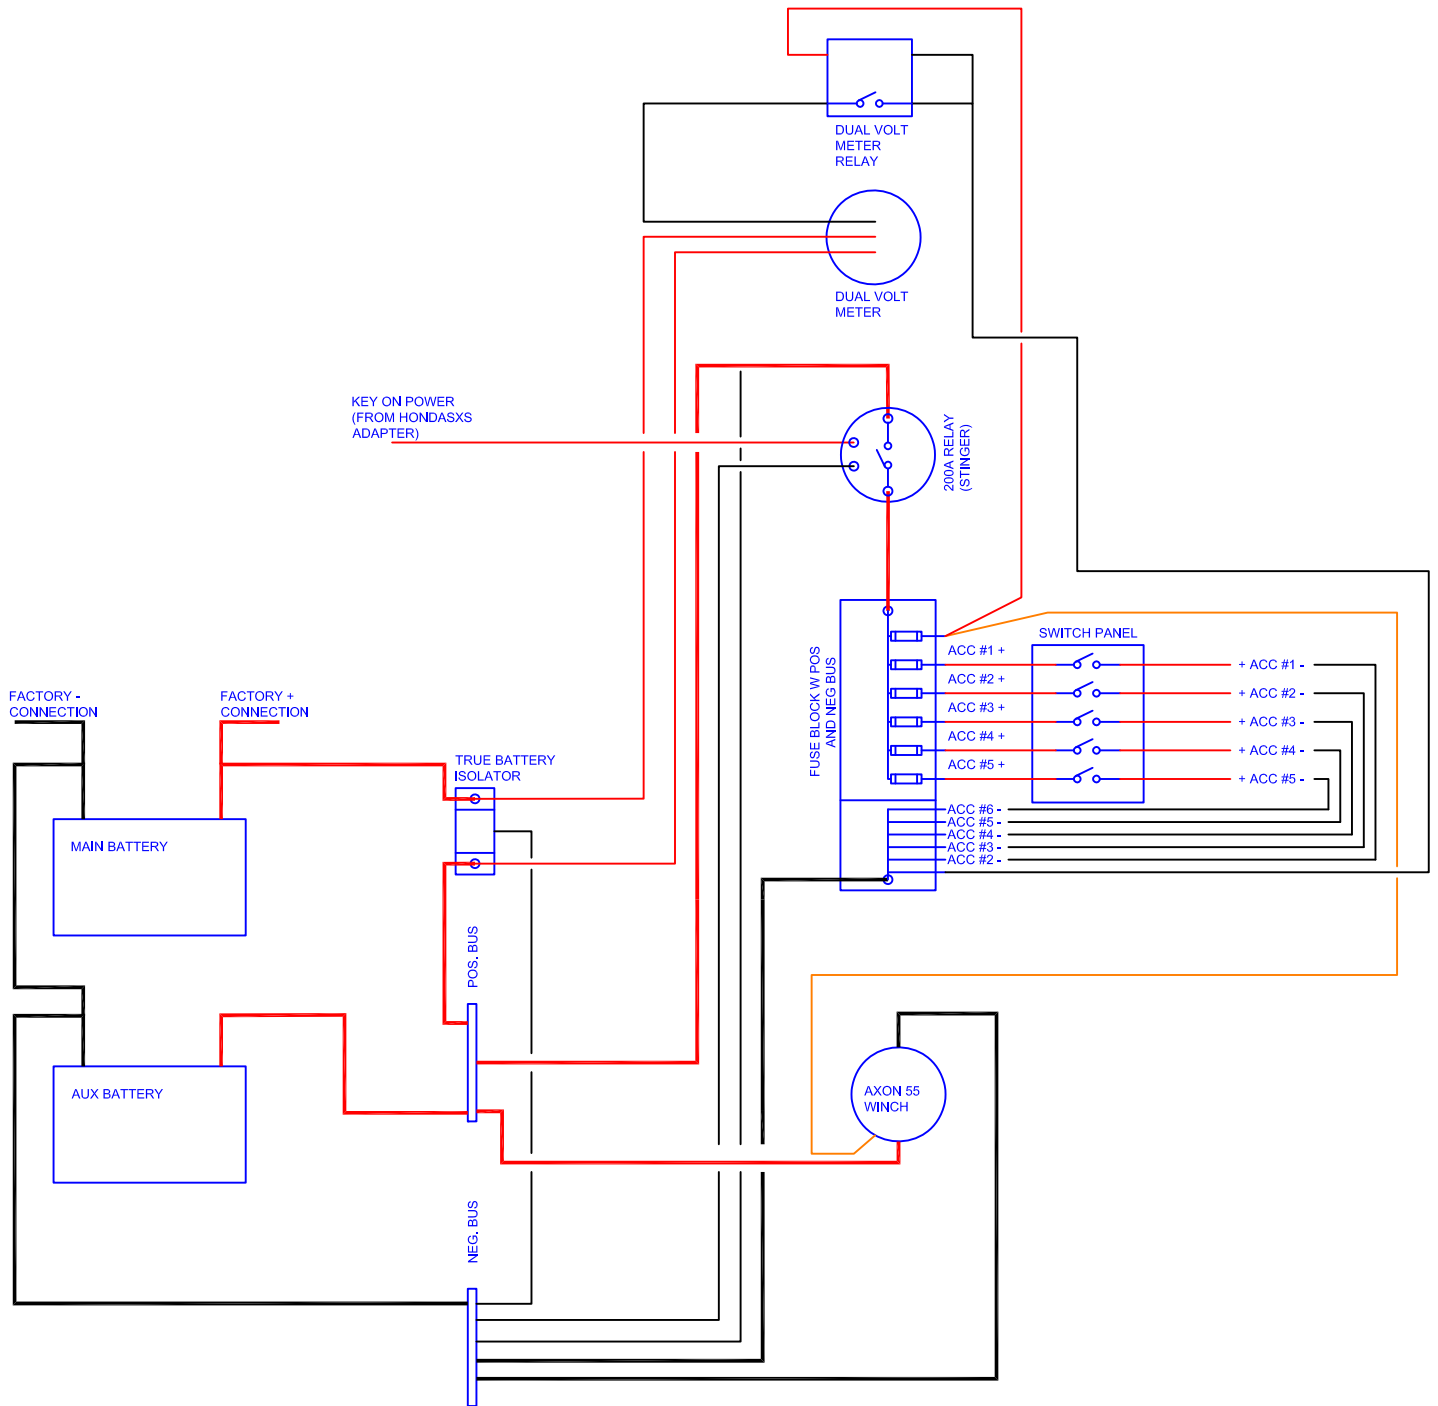 DUAL VOLT
METER
RELAY
DUAL VOLT
METER
KEY ON POWER
(FROM HONDASXS
ADAPTER)
200A RELAY
(STINGER)
SWITCH PANEL
FUSE BLOCK W POS
AND NEG BUS
ACC #1 +
ACC #2 +
ACC #3 +
ACC #4 +
ACC #5 +
+ ACC #1 -
+ ACC #2 -
+ ACC #3 -
+ ACC #4 -
+ ACC #5 -
ACC #6 -
ACC #5 -
ACC #4 -
ACC #3 -
ACC #2 -
FACTORY -
CONNECTION
FACTORY +
CONNECTION
TRUE BATTERY
ISOLATOR
MAIN BATTERY
POS. BUS
AUX BATTERY
AXON 55
WINCH
NEG. BUS